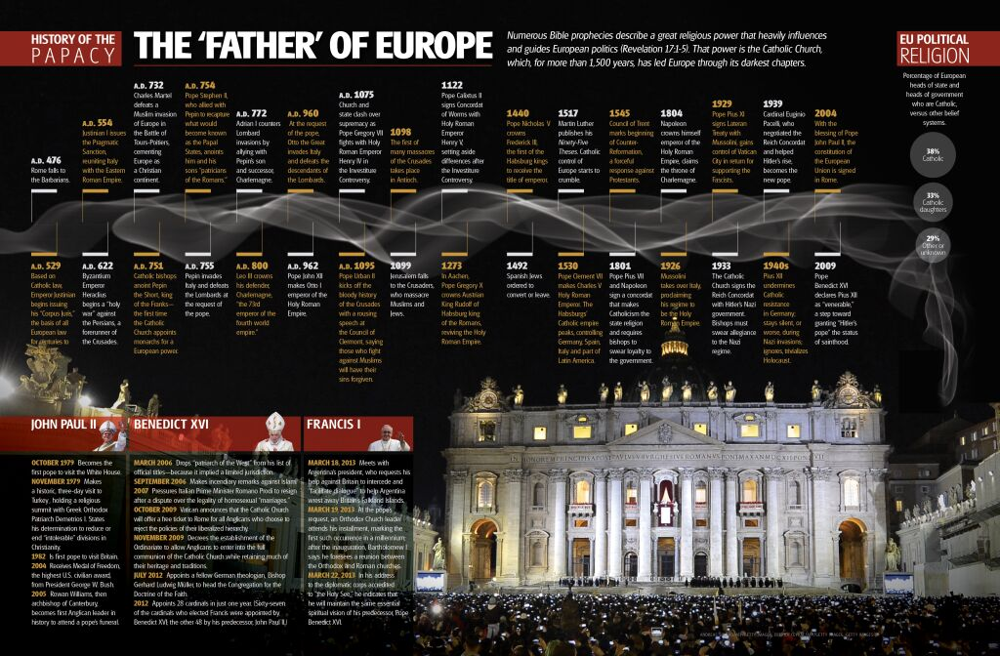 HISTORY OF THE
PAPACY
THE 'FATHER' OF EUROPE
Numerous Bible prophecies describe a great religious power that heavily influences
and guides European politics (Revelation 17:1-5). That power is the Catholic Church,
which, for more than 1,500 years, has led Europe through its darkest chapters.
EU POLITICAL
RELIGION
Percentage of European
heads of state and
heads of government
who are Catholic,
versus other belief
systems.
38%
Catholic
33%
Catholic
daughters
29%
Other or
unknown
A.D. 476
Rome falls to
the Barbarians.
A.D. 554
Justinian I issues
the Pragmatic
Sanction,
reuniting Italy
with the Eastern
Roman Empire.
A.D. 732
Charles Martel
defeats a
Muslim invasion
of Europe in
the Battle of
Tours-Poitiers,
cementing
Europe as
a Christian
continent.
A.D. 754
Pope Stephen II,
who allied with
Pepin to recapture
what would
become known
as the Papal
States, anoints
him and his
sons "patricians
of the Romans."
A.D. 772
Adrian I counters
Lombard
invasions by
allying with
Pepin's son
and successor,
Charlemagne.
A.D. 960
At the request
of the pope,
Otto the Great
invades Italy
and defeats the
descendants of
the Lombards.
A.D. 1075
Church and
state clash over
supremacy as
Pope Gregory VII
fights with Holy
Roman Emperor
Henry IV in
the Investiture
Controversy.
1098
The first of
many massacres
of the Crusades
takes place
in Antioch.
1122
Pope Calixtus II
signs Concordat
of Worms with
Holy Roman
Emperor
Henry V,
setting aside
differences after
the Investiture
Controversy.
1440
Pope Nicholas V
crowns
Frederick III,
the first of the
Habsburg kings
to receive the
title of emperor.
1517
Martin Luther
publishes his
Ninety-Five
Theses. Catholic
control of
Europe starts to
crumble.
1545
Council of Trent
marks beginning
of Counter-
Reformation,
a forceful
response against
Protestants.
1804
Napoleon
crowns himself
emperor of the
Holy Roman
Empire, claims
the throne of
Charlemagne.
1929
Pope Pius XI
signs Lateran
Treaty with
Mussolini, gains
control of Vatican
City in return for
supporting the
Fascists.
1939
Cardinal Eugenio
Pacelli, who
negotiated the
Reich Concordat
and helped
Hitler's rise,
becomes the
new pope.
2004
With the
blessing of Pope
John Paul II, the
constitution of
the European
Union is signed
in Rome.
A.D. 529
Based on
Catholic law,
Emperor Justinian
begins issuing
his "Corpus Juris,"
the basis of all
European law
for centuries to
A.D. 622
Byzantium
Emperor
Heraclius
begins a "holy
war" against
the Persians, a
forerunner of
the Crusades.
A.D. 751
Catholic bishops
anoint Pepin
the Short, king
of the Franks—
the first time
the Catholic
Church appoints
monarchs for a
European power.
A.D. 755
Pepin invades
Italy and defeats
the Lombards at
the request of
the pope.
A.D. 800
Leo III crowns
his defender,
Charlemagne,
"the 73rd
emperor of the
fourth world
empire."
A.D. 962
Pope John XII
makes Otto I
emperor of the
Holy Roman
Empire.
A.D. 1095
Pope Urban II
kicks off the
bloody history
of the Crusades
with a rousing
speech at
the Council of
Clermont, saying
those who fight
against Muslims
will have their
sins forgiven.
1099
Jerusalem falls
to the Crusaders,
who massacre
Muslims and
Jews.
1273
In Aachen,
Pope Gregory X
crowns Austrian
King Rudolf of
Habsburg king
of the Romans,
reviving the Holy
Roman Empire.
1492
Spanish Jews
ordered to
convert or leave.
1530
Pope Clement VII
makes Charles V
Holy Roman
Emperor. The
Habsburgs'
Catholic empire
peaks, controlling
Germany, Spain,
Italy and part of
Latin America.
1801
Pope Pius VII
and Napoleon
sign a concordat
that makes
Catholicism the
state religion
and requires
bishops to
swear loyalty to
the government.
1926
Mussolini
takes over Italy,
proclaiming
his regime to
be the Holy
Roman Empire.
1933
The Catholic
Church signs the
Reich Concordat
with Hitler's Nazi
government.
Bishops must
swear allegiance
to the Nazi
regime.
1940s
Pius XII
undermines
Catholic
resistance
in Germany;
stays silent, or
worse, during
Nazi invasions;
ignores, trivializes
Holocaust.
2009
Pope
Benedict XVI
declares Pius XII
as "venerable,"
a step toward
granting "Hitler's
pope" the status
of sainthood.
JOHN PAUL II
OCTOBER 1979 Becomes the
first pope to visit the White House.
NOVEMBER 1979 Makes
a historic, three-day visit to
Turkey, holding a religious
summit with Greek Orthodox
Patriarch Demetrios I. States
his determination to reduce or
end "intolerable" divisions in
Christianity.
1982 Is first pope to visit Britain.
2004 Receives Medal of Freedom,
the highest U.S. civilian award,
from President George W. Bush.
2005 Rowan Williams, then
archbishop of Canterbury,
becomes first Anglican leader in
history to attend a pope's funeral.
BENEDICT XVI
MARCH 2006 Drops "patriarch of the West" from his list of
official titles—because it implied a limited jurisdiction.
SEPTEMBER 2006 Makes incendiary remarks against Islam
2007 Pressures Italian Prime Minister Romano Prodi to resign
after a dispute over the legality of homosexual "marriages."
OCTOBER 2009 Vatican announces that the Catholic Church
will offer a free ticket to Rome for all Anglicans who choose to
reject the policies of their liberalized hierarchy.
NOVEMBER 2009 Decrees the establishment of the
Ordinariate to allow Anglicans to enter into the full
communion of the Catholic Church while retaining much of
their heritage and traditions.
JULY 2012 Appoints a fellow German theologian, Bishop
Gerhard Ludwig Müller, to head the Congregation for the
Doctrine of the Faith.
2012 Appoints 28 cardinals in just one year. (Sixty-seven
of the cardinals who elected Francis were appointed by
Benedict XVI; the other 48 by his predecessor, John Paul II.)
FRANCIS I
MARCH 18, 2013 Meets with
Argentina's president, who requests his
help against Britain to intercede and
"facilitate dialogue" to help Argentina
wrest away Britain's Falkland Islands.
MARCH 19, 2013 At the pope's
request, an Orthodox Church leader
attends his installment, marking the
first such occurrence in a millennium;
after the inauguration, Bartholomew I
says he foresees a reunion between
the Orthodox and Roman churches.
MARCH 22, 2013 In his address
to the diplomatic corps accredited
to "the Holy See," he indicates that
he will maintain the same essential
spiritual vision of his predecessor, Pope
Benedict XVI.